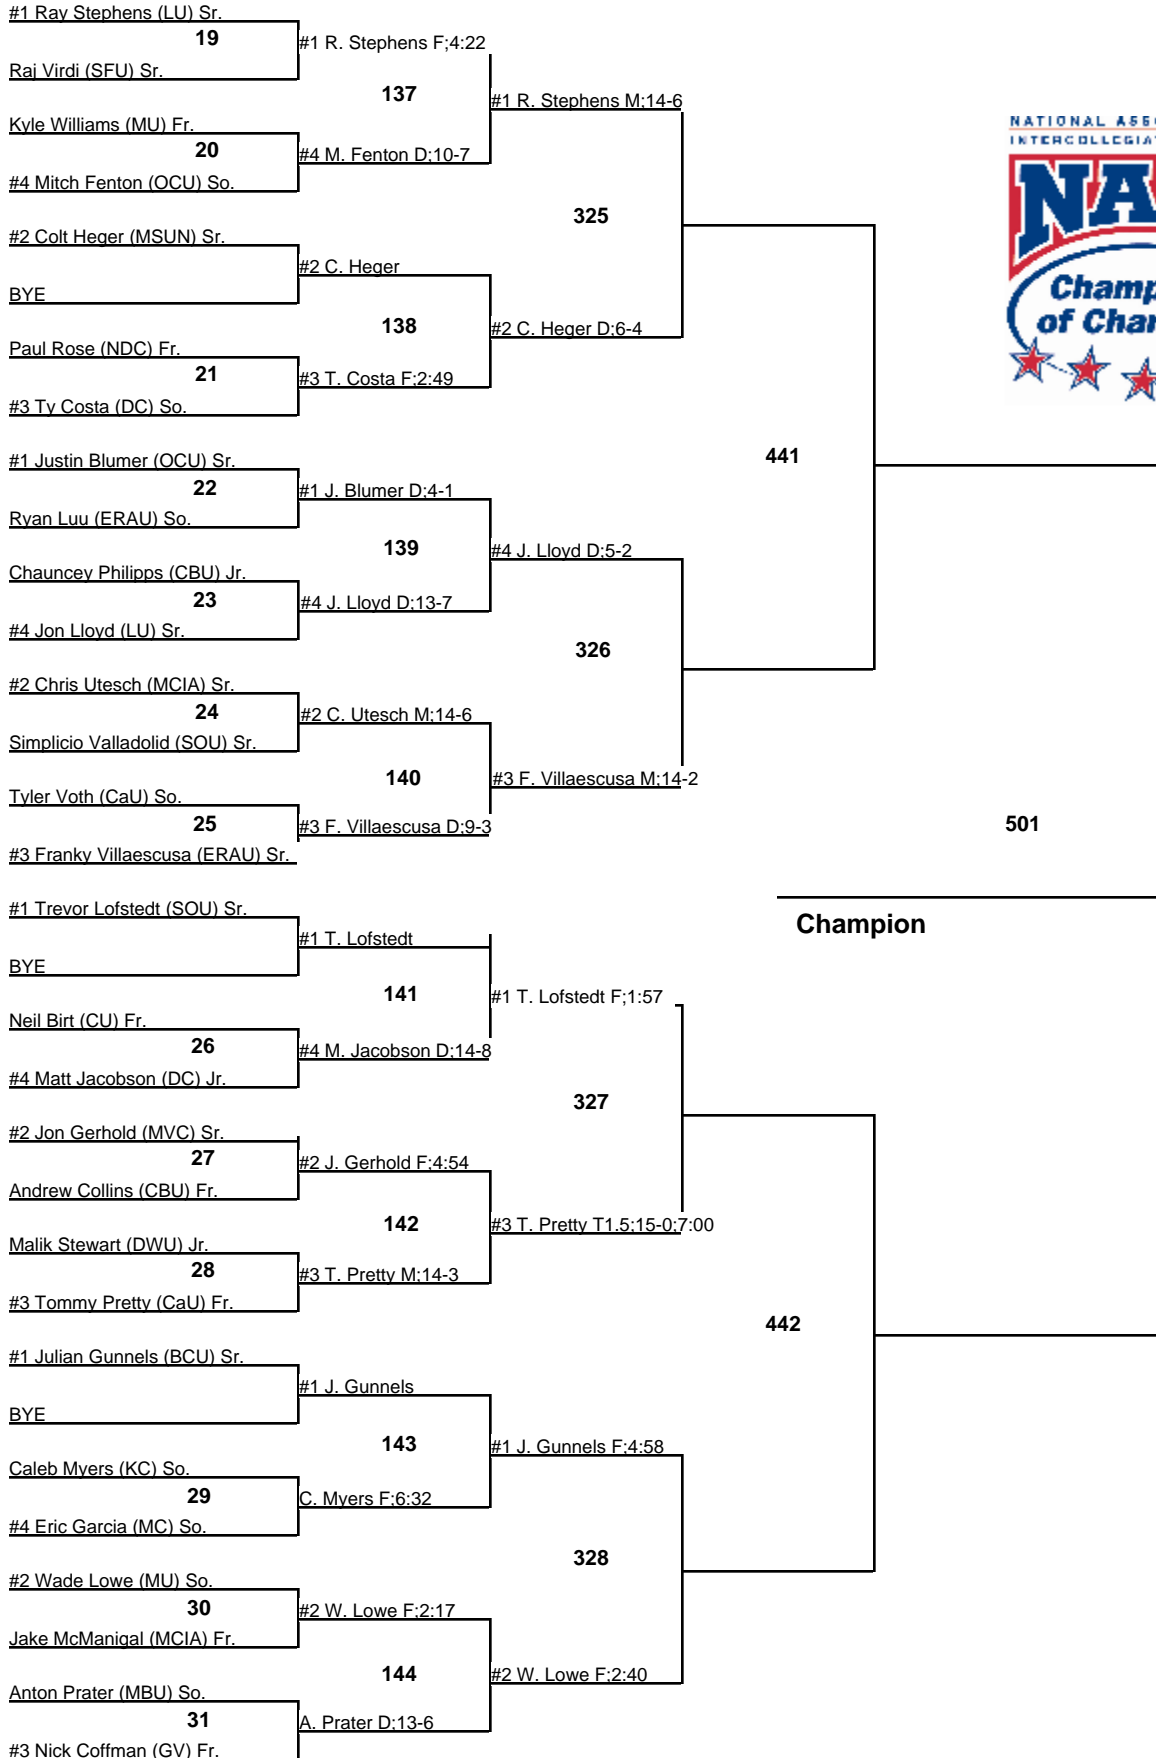 #1 Ray Stephens (LU) Sr.
19
#1 R. Stephens F;4:22
Raj Virdi (SFU) Sr.
137
#1 R. Stephens M;14-6
Kyle Williams (MU) Fr.
20
#4 M. Fenton D;10-7
#4 Mitch Fenton (OCU) So.
325
#2 Colt Heger (MSUN) Sr.
#2 C. Heger
BYE
138
#2 C. Heger D;6-4
Paul Rose (NDC) Fr.
21
#3 T. Costa F;2:49
#3 Ty Costa (DC) So.
441
#1 Justin Blumer (OCU) Sr.
22
#1 J. Blumer D;4-1
Ryan Luu (ERAU) So.
139
#4 J. Lloyd D;5-2
Chauncey Philipps (CBU) Jr.
23
#4 J. Lloyd D;13-7
#4 Jon Lloyd (LU) Sr.
326
#2 Chris Utesch (MCIA) Sr.
24
#2 C. Utesch M;14-6
Simplicio Valladolid (SOU) Sr.
140
#3 F. Villaescusa M;14-2
Tyler Voth (CaU) So.
25
#3 F. Villaescusa D;9-3
501
#3 Franky Villaescusa (ERAU) Sr.
#1 Trevor Lofstedt (SOU) Sr.
Champion
#1 T. Lofstedt
BYE
141
#1 T. Lofstedt F;1:57
Neil Birt (CU) Fr.
26
#4 M. Jacobson D;14-8
#4 Matt Jacobson (DC) Jr.
327
#2 Jon Gerhold (MVC) Sr.
27
#2 J. Gerhold F;4:54
Andrew Collins (CBU) Fr.
142
#3 T. Pretty T1.5;15-0;7:00
Malik Stewart (DWU) Jr.
28
#3 T. Pretty M;14-3
#3 Tommy Pretty (CaU) Fr.
442
#1 Julian Gunnels (BCU) Sr.
#1 J. Gunnels
BYE
143
#1 J. Gunnels F;4:58
Caleb Myers (KC) So.
29
C. Myers F;6:32
#4 Eric Garcia (MC) So.
328
#2 Wade Lowe (MU) So.
30
#2 W. Lowe F;2:17
Jake McManigal (MCIA) Fr.
144
#2 W. Lowe F;2:40
Anton Prater (MBU) So.
31
A. Prater D;13-6
#3 Nick Coffman (GV) Fr.
NATIONAL ASS
INTERCOLLEGIAT
NA
Champ
of Char